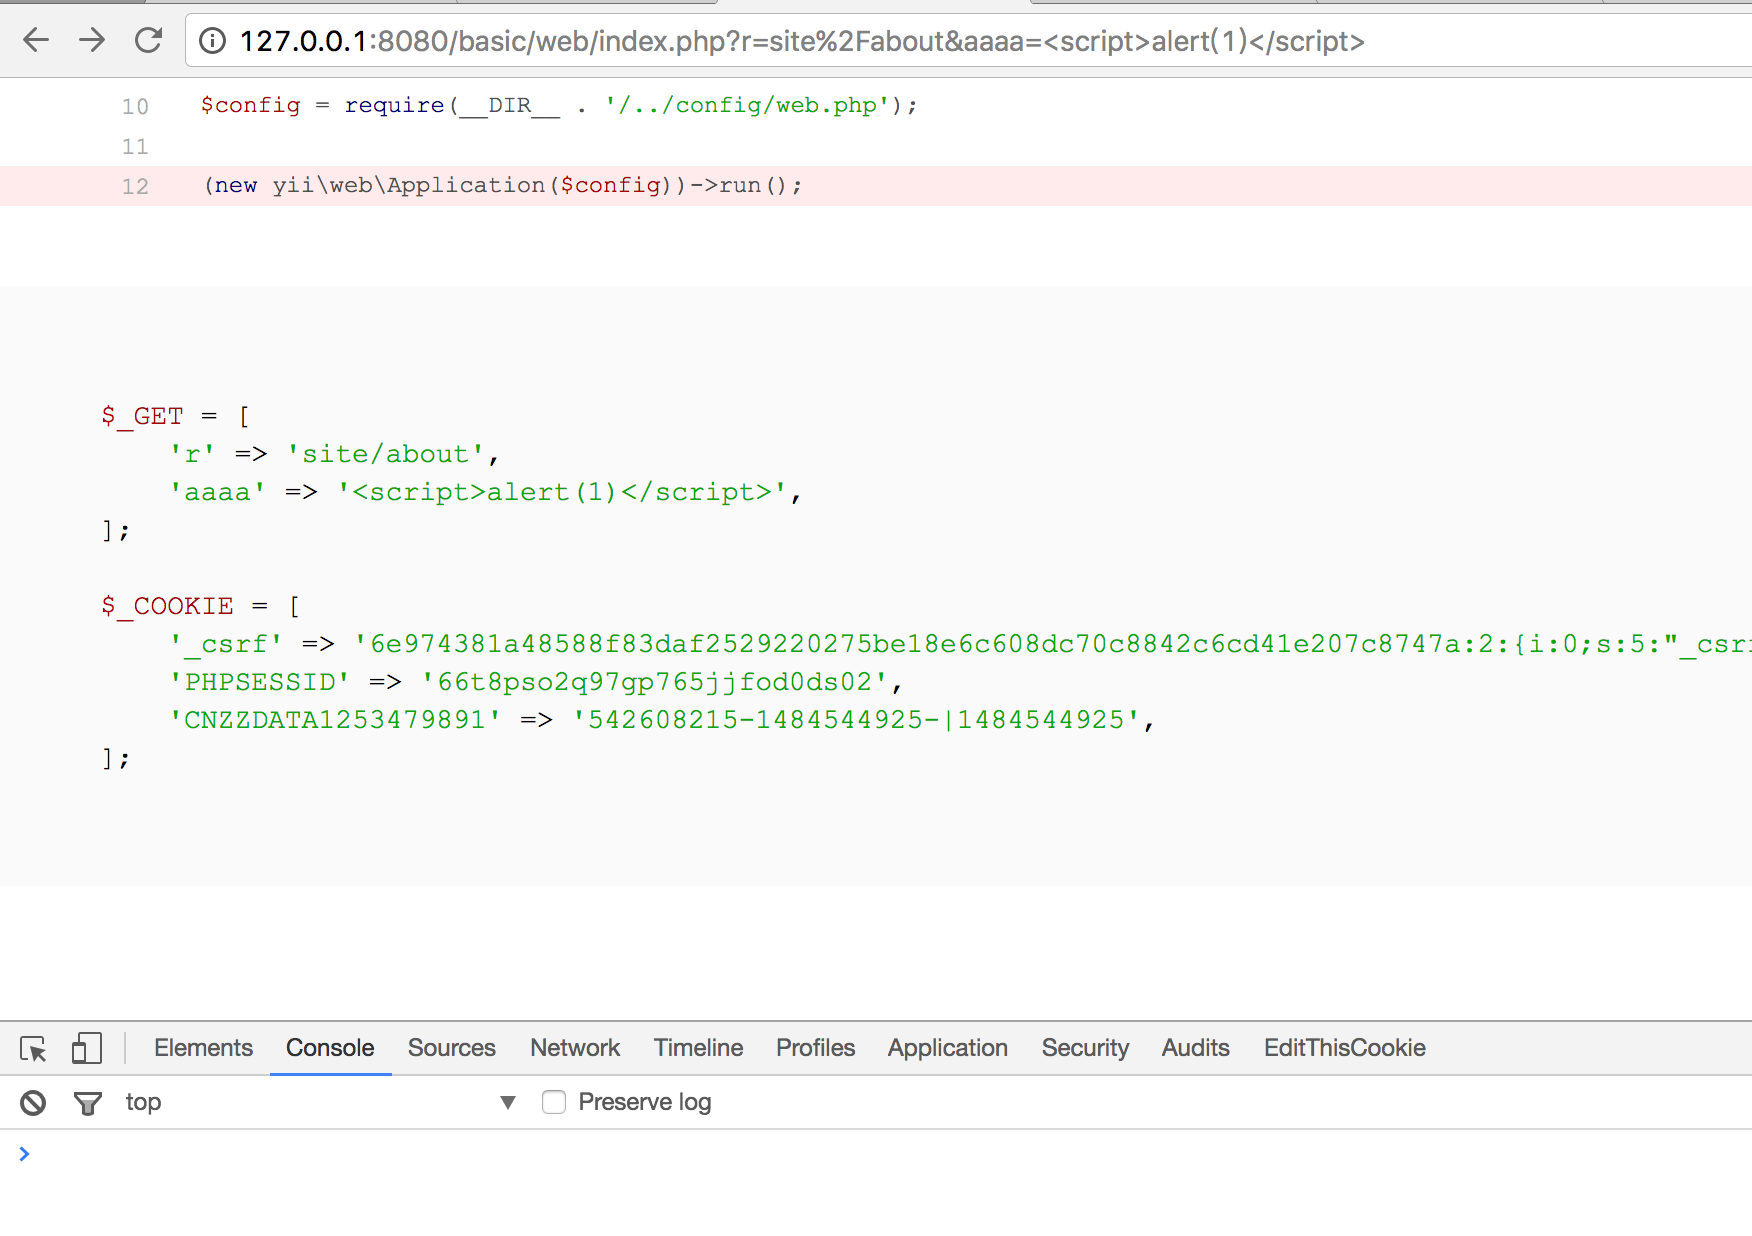 127.0.0.1:8080/basic/web/index.php?r=site%2Fabout&aaaa=<script>alert(1)</script>
10 $config = require(__DIR__ . '/../config/web.php');
11
12 (new yii\web\Application($config))->run();
$_GET = [
'r' => 'site/about',
'aaaa' => '<script>alert(1)</script>',
];
$_COOKIE = [
'_csrf' => '6e974381a48588f83daf2529220275be18e6c608dc70c8842c6cd41e207c8747a:2:{i:0;s:5:"_csrf
'PHPSESSID' => '66t8pso2q97gp765jjfod0ds02',
'CNZZDATA1253479891' => '542608215-1484544925-|1484544925',
];
Elements Console Sources Network Timeline Profiles Application Security Audits EditThisCookie
top ▼ Preserve log
>